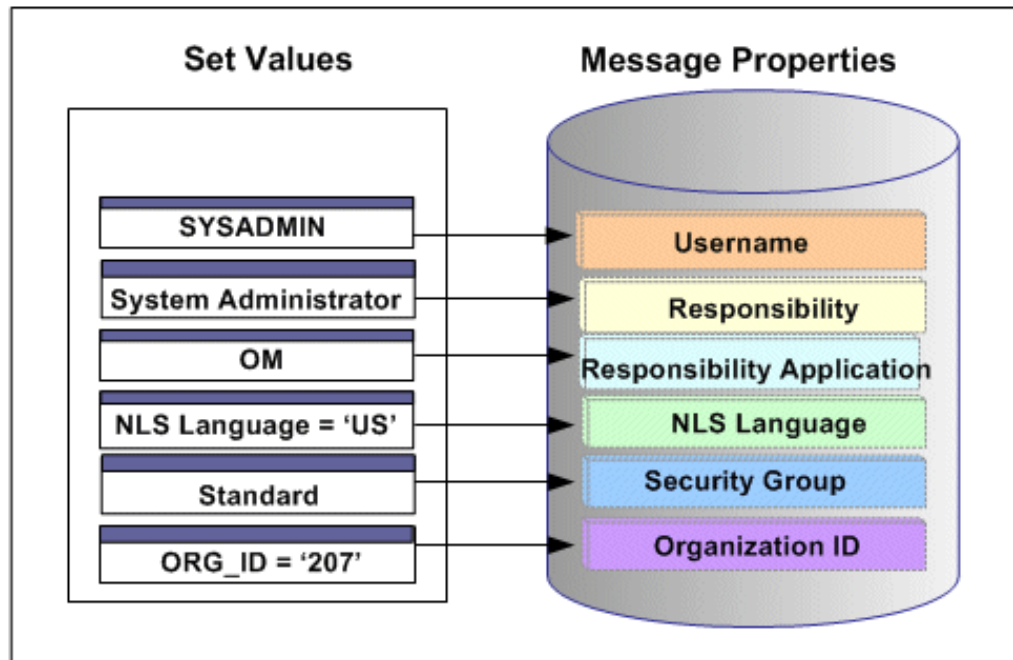 Set Values
Message Properties
SYSADMIN
Username
System Administrator
Responsibility
OM
Responsibility Application
NLS Language = ‘US’
NLS Language
Standard
Security Group
ORG_ID = ‘207’
Organization ID